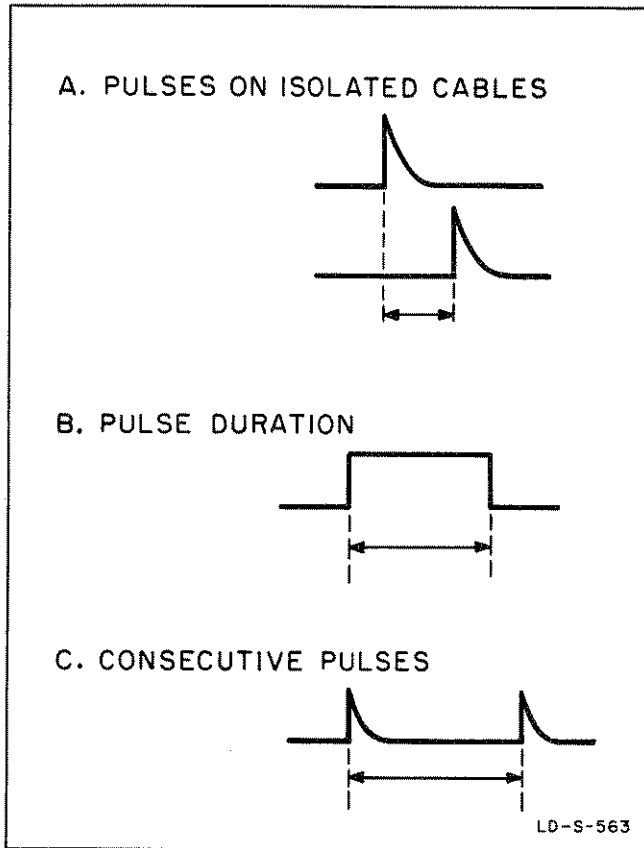 A. PULSES ON ISOLATED CABLES
B. PULSE DURATION
C. CONSECUTIVE PULSES
LD-S-563